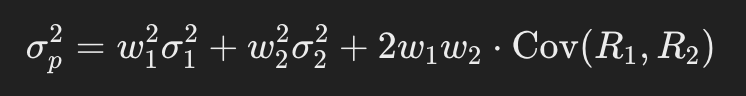 σ_p^2 = w_1^2σ_1^2 + w_2^2σ_2^2 + 2w_1w_2 · Cov(R_1, R_2)